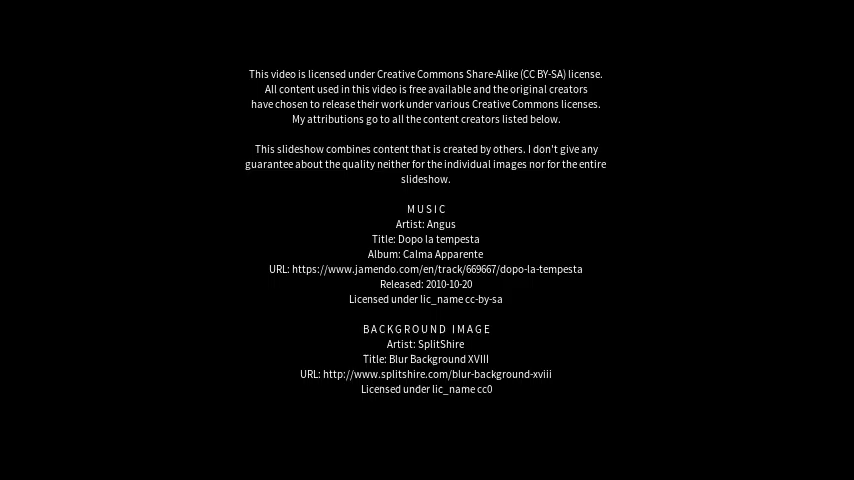 This video is licensed under Creative Commons Share-Alike (CC BY-SA) license.
All content used in this video is free available and the original creators
have chosen to release their work under various Creative Commons licenses.
My attributions go to all the content creators listed below.
This slideshow combines content that is created by others. I don't give any
guarantee about the quality neither for the individual images nor for the entire
slideshow.
MUSIC
Artist: Angus
Title: Dopo la tempesta
Album: Calma Apparente
URL: https://www.jamendo.com/en/track/669667/dopo-la-tempesta
Released: 2010-10-20
Licensed under lic_name cc-by-sa
BACKGROUND IMAGE
Artist: SplitShire
Title: Blur Background XVIII
URL: http://www.splitshire.com/blur-background-xviii
Licensed under lic_name cc0